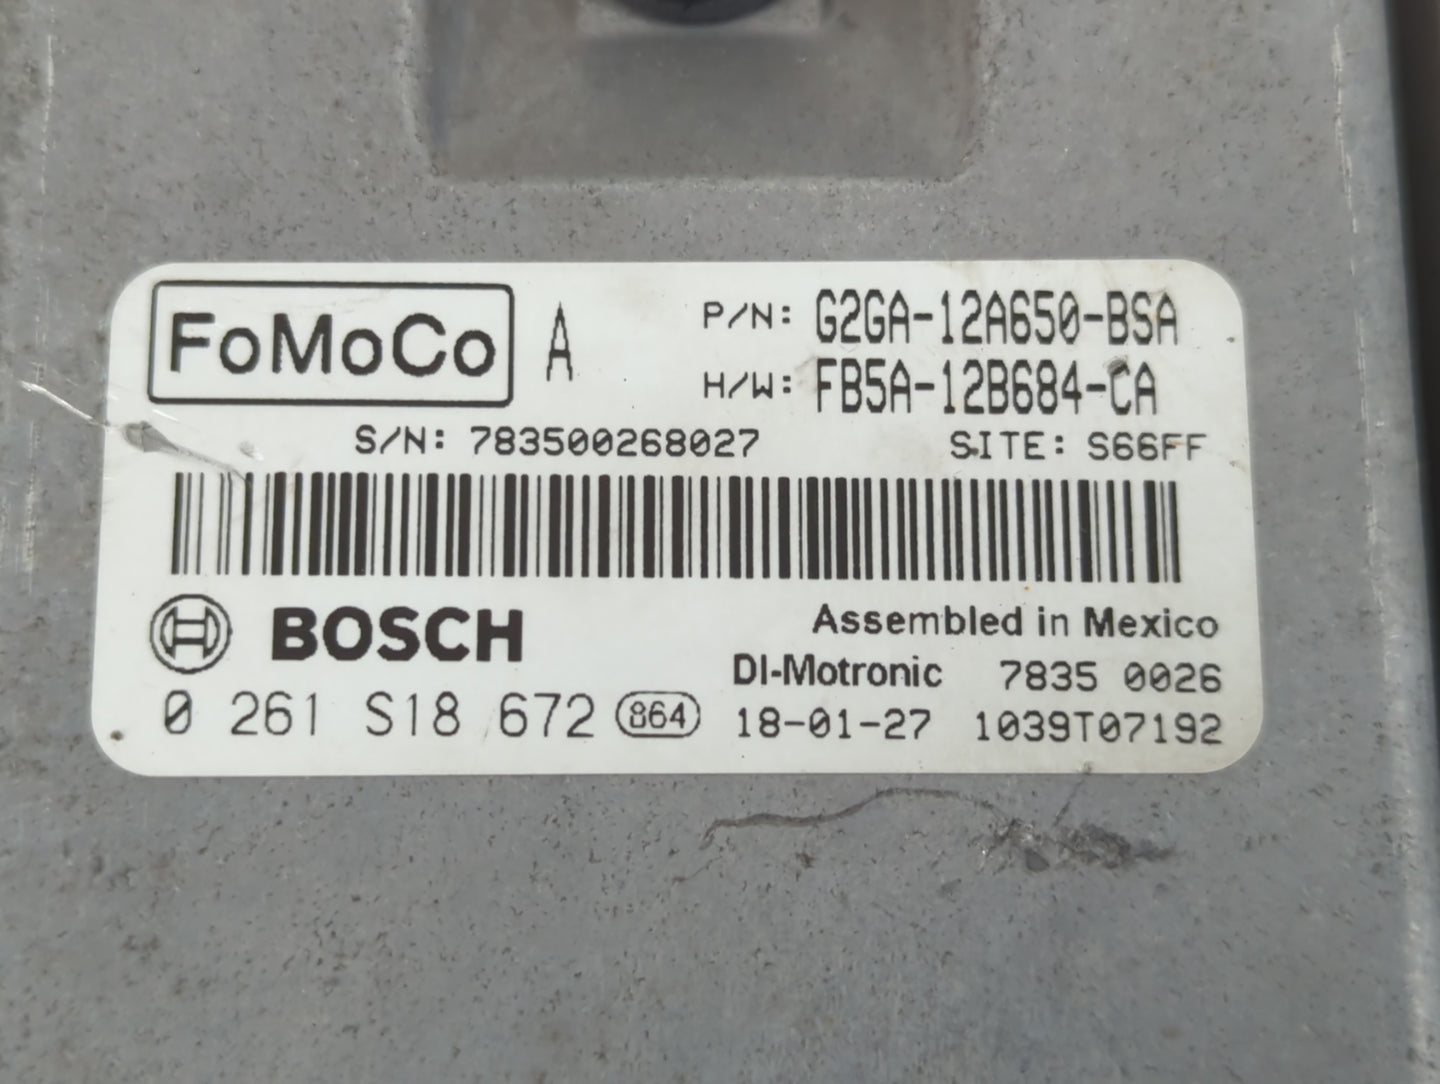 FoMoCo A P/N: G2GA-12A650-BSA
H/W: FB5A-12B684-CA
S/N: 783500268027 SITE: S66FF
BOSCH Assembled in Mexico
DI-Motronic 7835 0026
0 261 S18 672 864 18-01-27 1039T07192